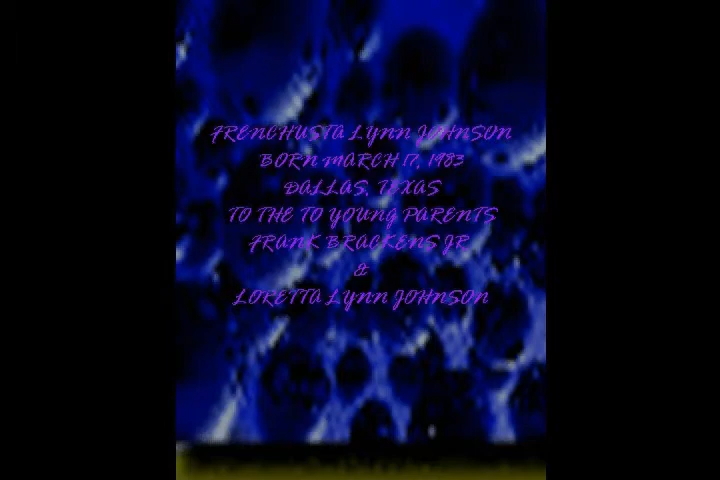 FRENCHUSTA LYnn JOHNSON
BORN MARCH 17, 1983
DALLAS, TEXAS
TO THE TO YOUNG PARENTS
FRANK BRACKENS JR
&
LORETTA LYnn JOHNSON